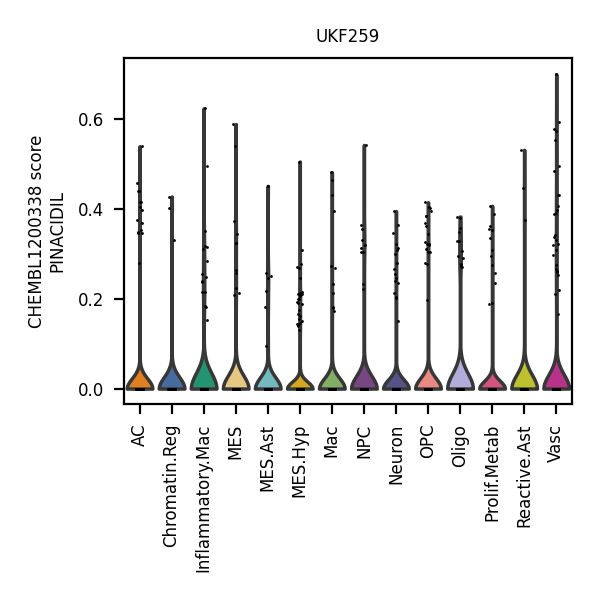 UKF259
CHEMBL1200338 score
PINACIDIL
0.6
0.4
0.2
0.0
AC
Chromatin.Reg
Inflammatory.Mac
MES
MES.Ast
MES.Hyp
Mac
NPC
Neuron
OPC
Oligo
Prolif.Metab
Reactive.Ast
Vasc